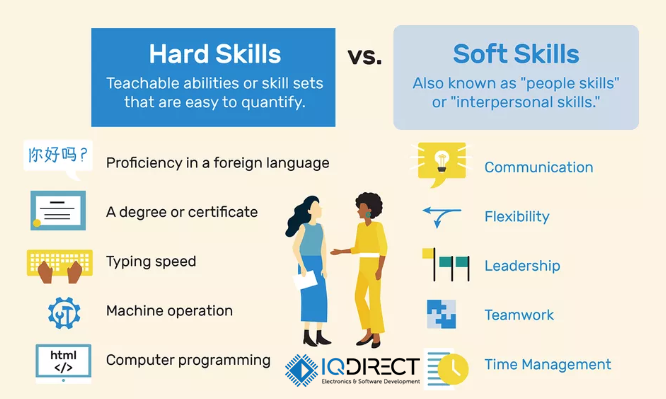 Hard Skills
Teachable abilities or skill sets
that are easy to quantify.
vs.
Soft Skills
Also known as "people skills"
or "interpersonal skills."
你好吗?
Proficiency in a foreign language
A degree or certificate
Typing speed
Machine operation
html
</>
Computer programming
Communication
Flexibility
Leadership
Teamwork
Time Management
IQDIRECT
Electronics & Software Development